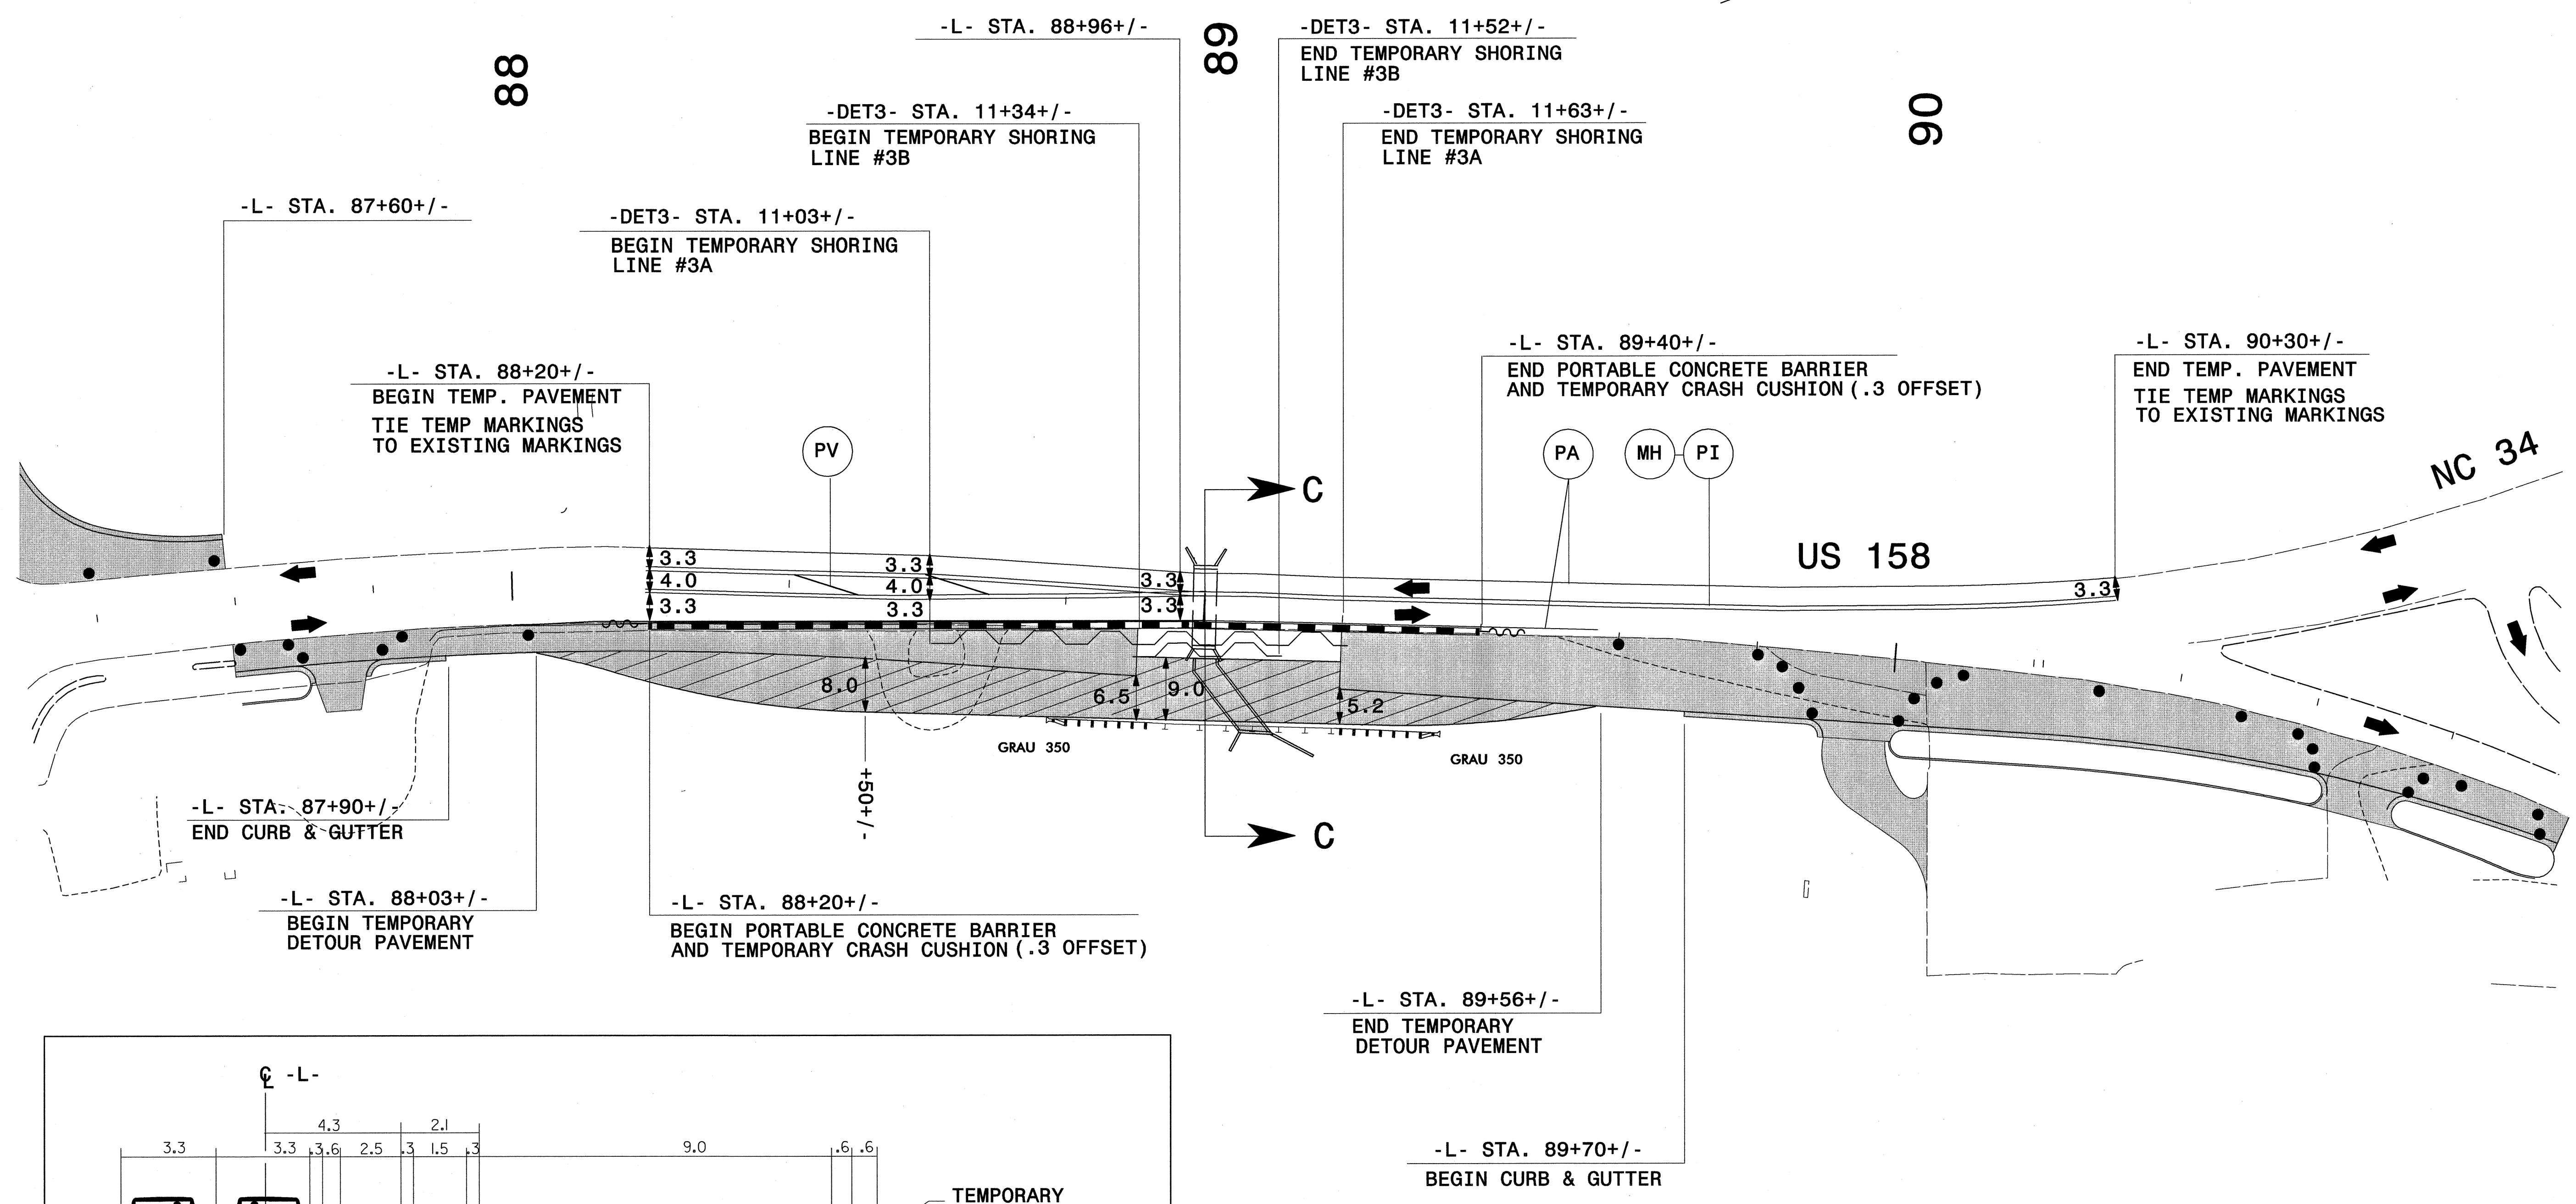 -L- STA. 88+96+/-
-DET3- STA. 11+52+/-
END TEMPORARY SHORING
LINE #3B
88
89
90
-DET3- STA. 11+34+/-
BEGIN TEMPORARY SHORING
LINE #3B
-DET3- STA. 11+63+/-
END TEMPORARY SHORING
LINE #3A
-L- STA. 87+60+/-
-DET3- STA. 11+03+/-
BEGIN TEMPORARY SHORING
LINE #3A
-L- STA. 88+20+/-
BEGIN TEMP. PAVEMENT
TIE TEMP MARKINGS
TO EXISTING MARKINGS
-L- STA. 89+40+/-
END PORTABLE CONCRETE BARRIER
AND TEMPORARY CRASH CUSHION (.3 OFFSET)
-L- STA. 90+30+/-
END TEMP. PAVEMENT
TIE TEMP MARKINGS
TO EXISTING MARKINGS
PV
PA
MH
PI
C
NC 34
US 158
3.3
4.0
3.3
3.3
4.0
3.3
3.3
3.3
3.3
8.0
6.5
9.0
5.2
GRAU 350
GRAU 350
+50+/-
C
-L- STA. 87+90+/-
END CURB & GUTTER
-L- STA. 88+03+/-
BEGIN TEMPORARY
DETOUR PAVEMENT
-L- STA. 88+20+/-
BEGIN PORTABLE CONCRETE BARRIER
AND TEMPORARY CRASH CUSHION (.3 OFFSET)
-L- STA. 89+56+/-
END TEMPORARY
DETOUR PAVEMENT
-L- STA. 89+70+/-
BEGIN CURB & GUTTER
℄ -L-
4.3 2.1
3.3 3.3 .3 .6 2.5 .3 1.5 .3 9.0 .6 .6
TEMPORARY